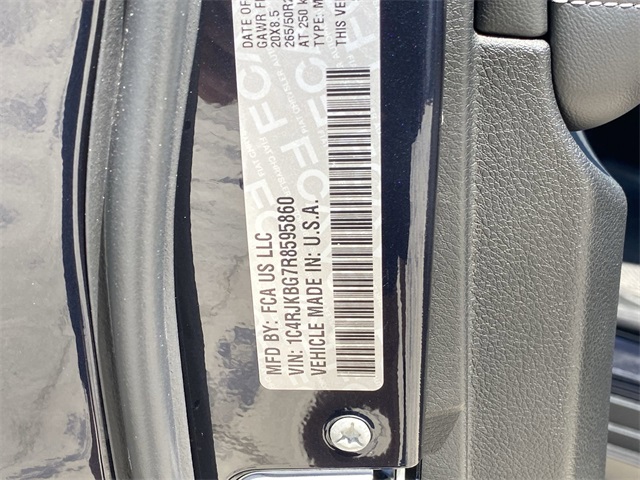 DATE OF
GAWR F
20X8.5
265/50R2
AT 250 k
TYPE: M
THIS VE
MFD BY: FCA US LLC
VIN: 1C4RJKBG7R8595860
VEHICLE MADE IN: U.S.A.